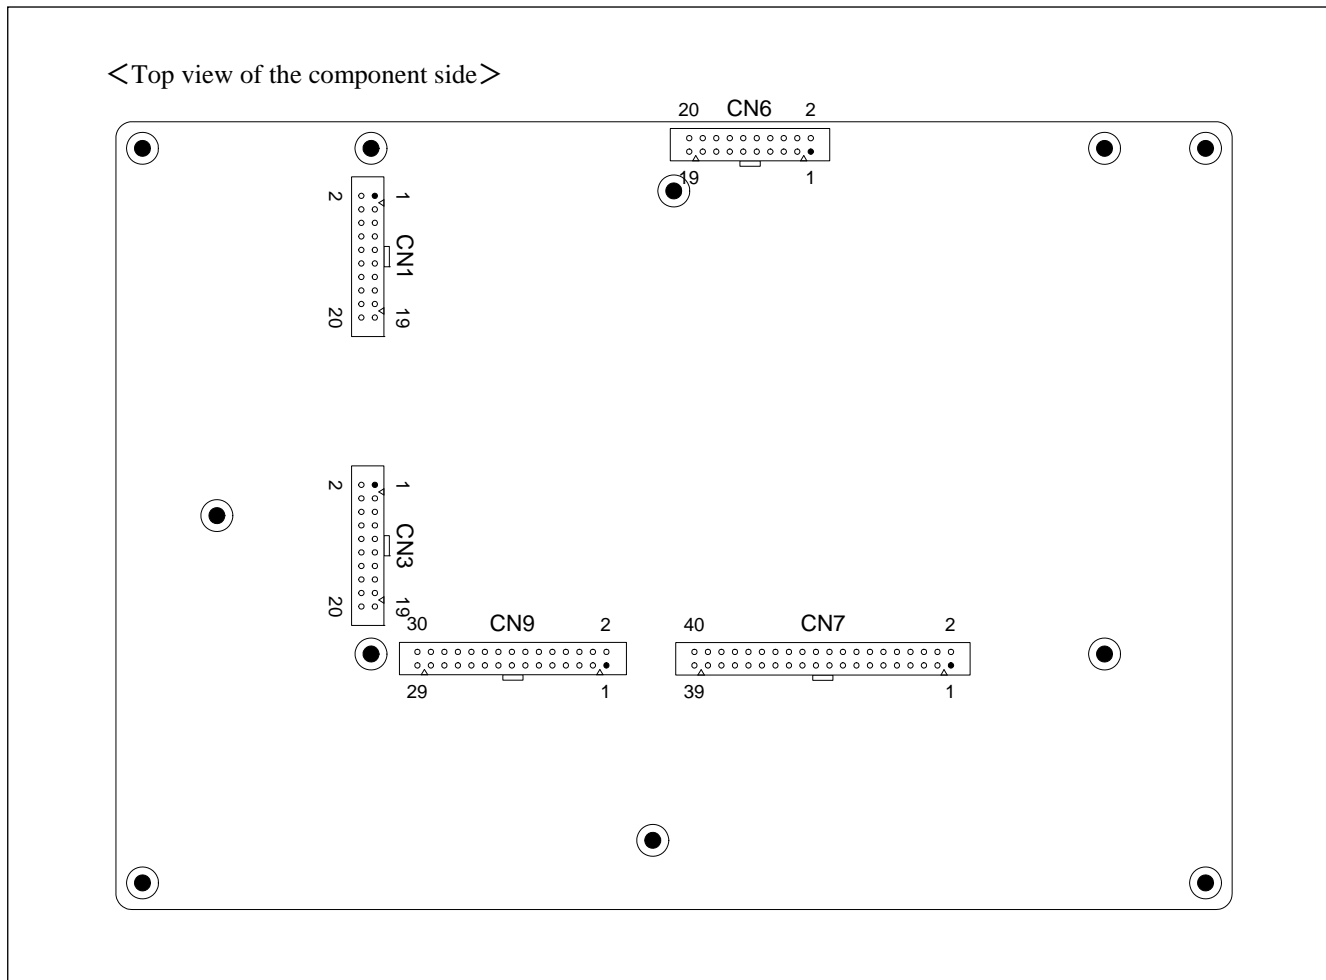 ＜Top view of the component side＞
20 CN6 2
19 1
2 1
CN1
20 19
2 1
CN3
20 19
30 CN9 2
29 1
40 CN7 2
39 1